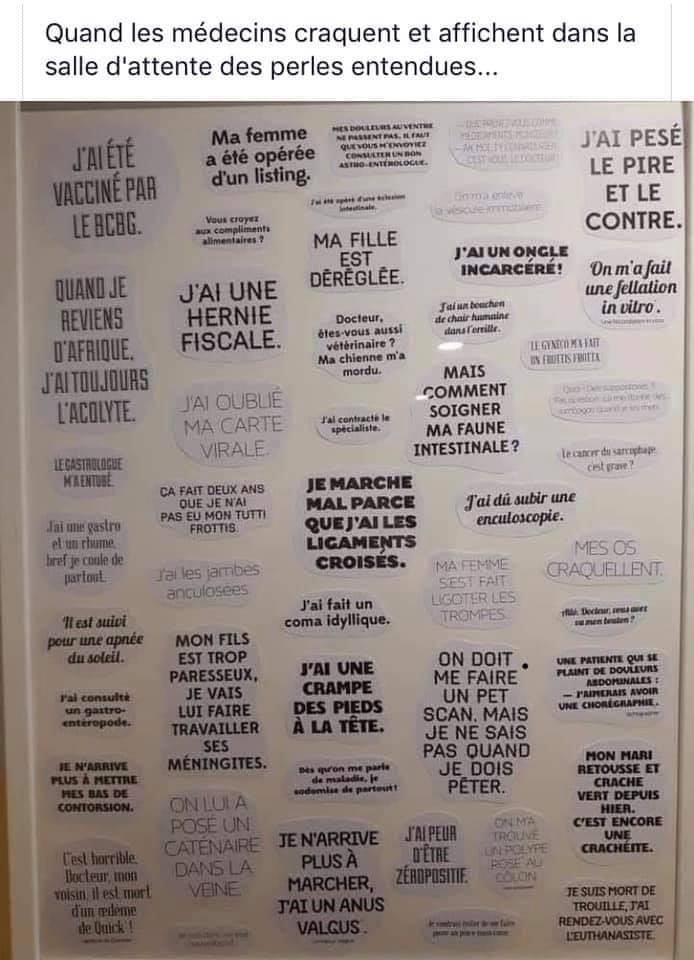 Quand les médecins craquent et affichent dans la
salle d'attente des perles entendues...
J'AI ÉTÉ
VACCINÉ PAR
LE BCBG.
Ma femme
a été opérée
d'un listing.
MES DOULEURS AU VENTRE
NE PASSENT PAS, IL FAUT
QUE VOUS M'ENVOYIEZ
CONSULTER UN BON
ASTRO-ENTÉROLOGUE.
J'AI PESÉ
LE PIRE
ET LE
CONTRE.
Vous croyez
aux compliments
alimentaires ?
J'ai été opéré d'une éclosion
intestinale.
On m'a enlevé
la vésicule immobilière.
MA FILLE
EST
DÉRÉGLÉE.
J'AI UN ONGLE
INCARCÉRÉ!
On m'a fait
une fellation
in vitro.
QUAND JE
REVIENS
D'AFRIQUE,
J'AI TOUJOURS
L'ACOLYTE.
J'AI UNE
HERNIE
FISCALE.
Docteur,
êtes-vous aussi
vétérinaire ?
Ma chienne m'a
mordu.
J'ai un bouchon
de chair humaine
dans l'oreille.
LE GYNÉCO M'A FAIT
UN FROTTIS FROTTA
J'AI OUBLIÉ
MA CARTE
VIRALE.
J'ai contracté le
spécialiste.
MAIS
COMMENT
SOIGNER
MA FAUNE
INTESTINALE ?
Quoi ? Des suppositoires ?
Le cancer du sarcophage,
c'est grave ?
LE GASTROLOGUE
M'A ENTUBÉ.
ÇA FAIT DEUX ANS
QUE JE N'AI
PAS EU MON TUTTI
FROTTIS.
JE MARCHE
MAL PARCE
QUE J'AI LES
LIGAMENTS
CROISÉS.
J'ai dû subir une
enculoscopie.
J'ai une gastro
et un rhume,
bref je coule de
partout.
J'ai les jambes
anculosées.
MA FEMME
S'EST FAIT
LIGOTER LES
TROMPES.
MES OS
CRAQUELLENT.
J'ai fait un
coma idyllique.
Allô, Docteur, vous avez
vu mon bouton ?
Il est suivi
pour une apnée
du soleil.
MON FILS
EST TROP
PARESSEUX,
JE VAIS
LUI FAIRE
TRAVAILLER
SES
MÉNINGITES.
J'AI UNE
CRAMPE
DES PIEDS
À LA TÊTE.
ON DOIT
ME FAIRE
UN PET
SCAN, MAIS
JE NE SAIS
PAS QUAND
JE DOIS
PÉTER.
UNE PATIENTE QUI SE
PLAINT DE DOULEURS
ABDOMINALES :
— J'AIMERAIS AVOIR
UNE CHORÉGRAPHIE.
J'ai consulté
un gastro-
entéropode.
JE N'ARRIVE
PLUS À METTRE
MES BAS DE
CONTORSION.
Dès qu'on me parle
de maladie, je
sodomise de partout!
MON MARI
RETOUSSE ET
CRACHE
VERT DEPUIS
HIER.
C'EST ENCORE
UNE
CRACHÉITE.
ON LUI A
POSÉ UN
CATÉNAIRE
DANS LA
VEINE.
JE N'ARRIVE
PLUS À
MARCHER,
J'AI UN ANUS
VALGUS.
J'AI PEUR
D'ÊTRE
ZÉROPOSITIF.
ON M'A
TROUVÉ
UN POLYPE
ROSE AU
CÔLON.
C'est horrible,
Docteur, mon
voisin, il est mort
d'un œdème
de Quick !
JE SUIS MORT DE
TROUILLE, J'AI
RENDEZ-VOUS AVEC
L'EUTHANASISTE.